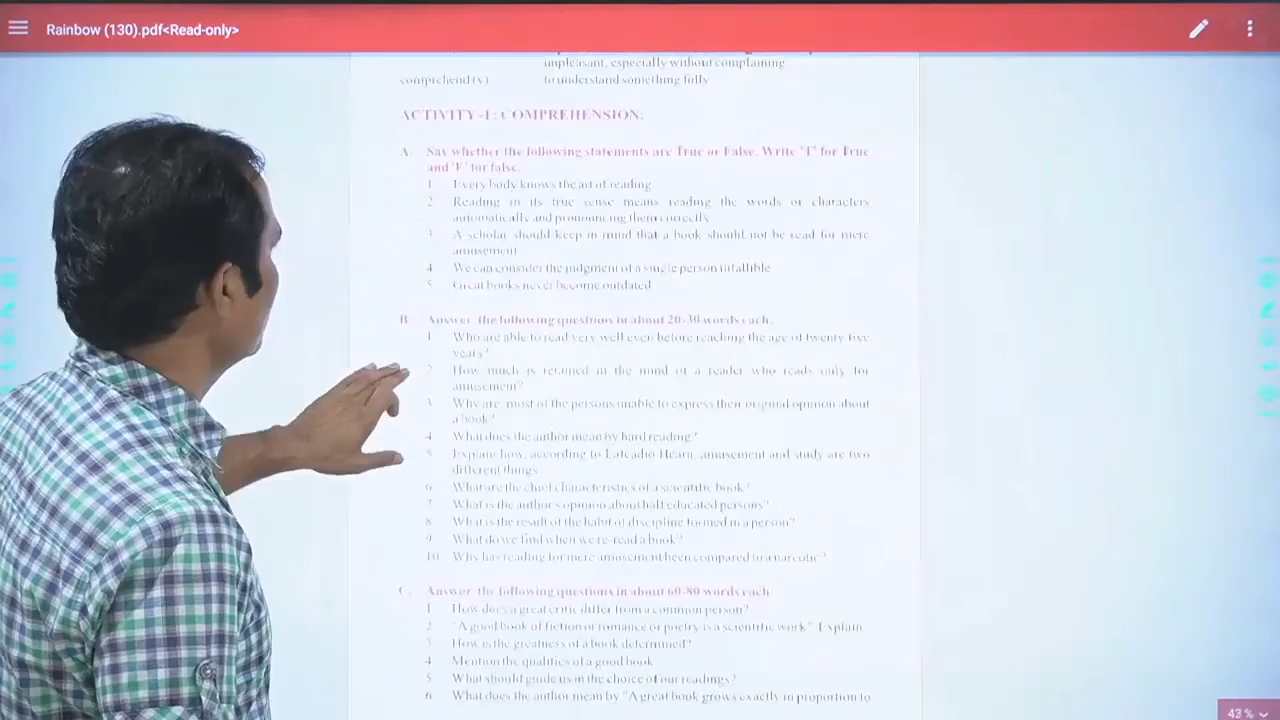 Rainbow (130).pdf<Read-only>
unpleasant, especially without complaining
comprehend (v) to understand something fully
ACTIVITY-1 : COMPREHENSION:
A. Say whether the following statements are True or False. Write 'T' for True
and 'F' for false.
1 Every body knows the art of reading
2 Reading in its true sense means reading the words or characters
automatically and pronouncing them correctly
3 A scholar should keep in mind that a book should not be read for mere
amusement
4 We can consider the judgment of a single person infallible
5 Great books never become outdated
B Answer the following questions in about 20-30 words each.
1 Who are able to read very well even before reaching the age of twenty five
years?
2 How much is retained in the mind of a reader who reads only for
amusement?
3 Why are most of the persons unable to express their original opinion about
a book?
4 What does the author mean by hard reading?
5 Explain how, according to Lafcadio Hearn, amusement and study are two
different things
6 What are the chief characteristics of a scientific book?
7 What is the author's opinion about half educated persons?
8 What is the result of the habit of discipline formed in a person?
9 What do we find when we re-read a book?
10 Why has reading for mere amusement been compared to a narcotic?
C. Answer the following questions in about 60-80 words each
1 How does a great critic differ from a common person?
2 "A good book of fiction or romance or poetry is a scientific work" Explain
3 How is the greatness of a book determined?
4 Mention the qualities of a good book
5 What should guide us in the choice of our readings?
6 What does the author mean by "A great book grows exactly in proportion to
43 %